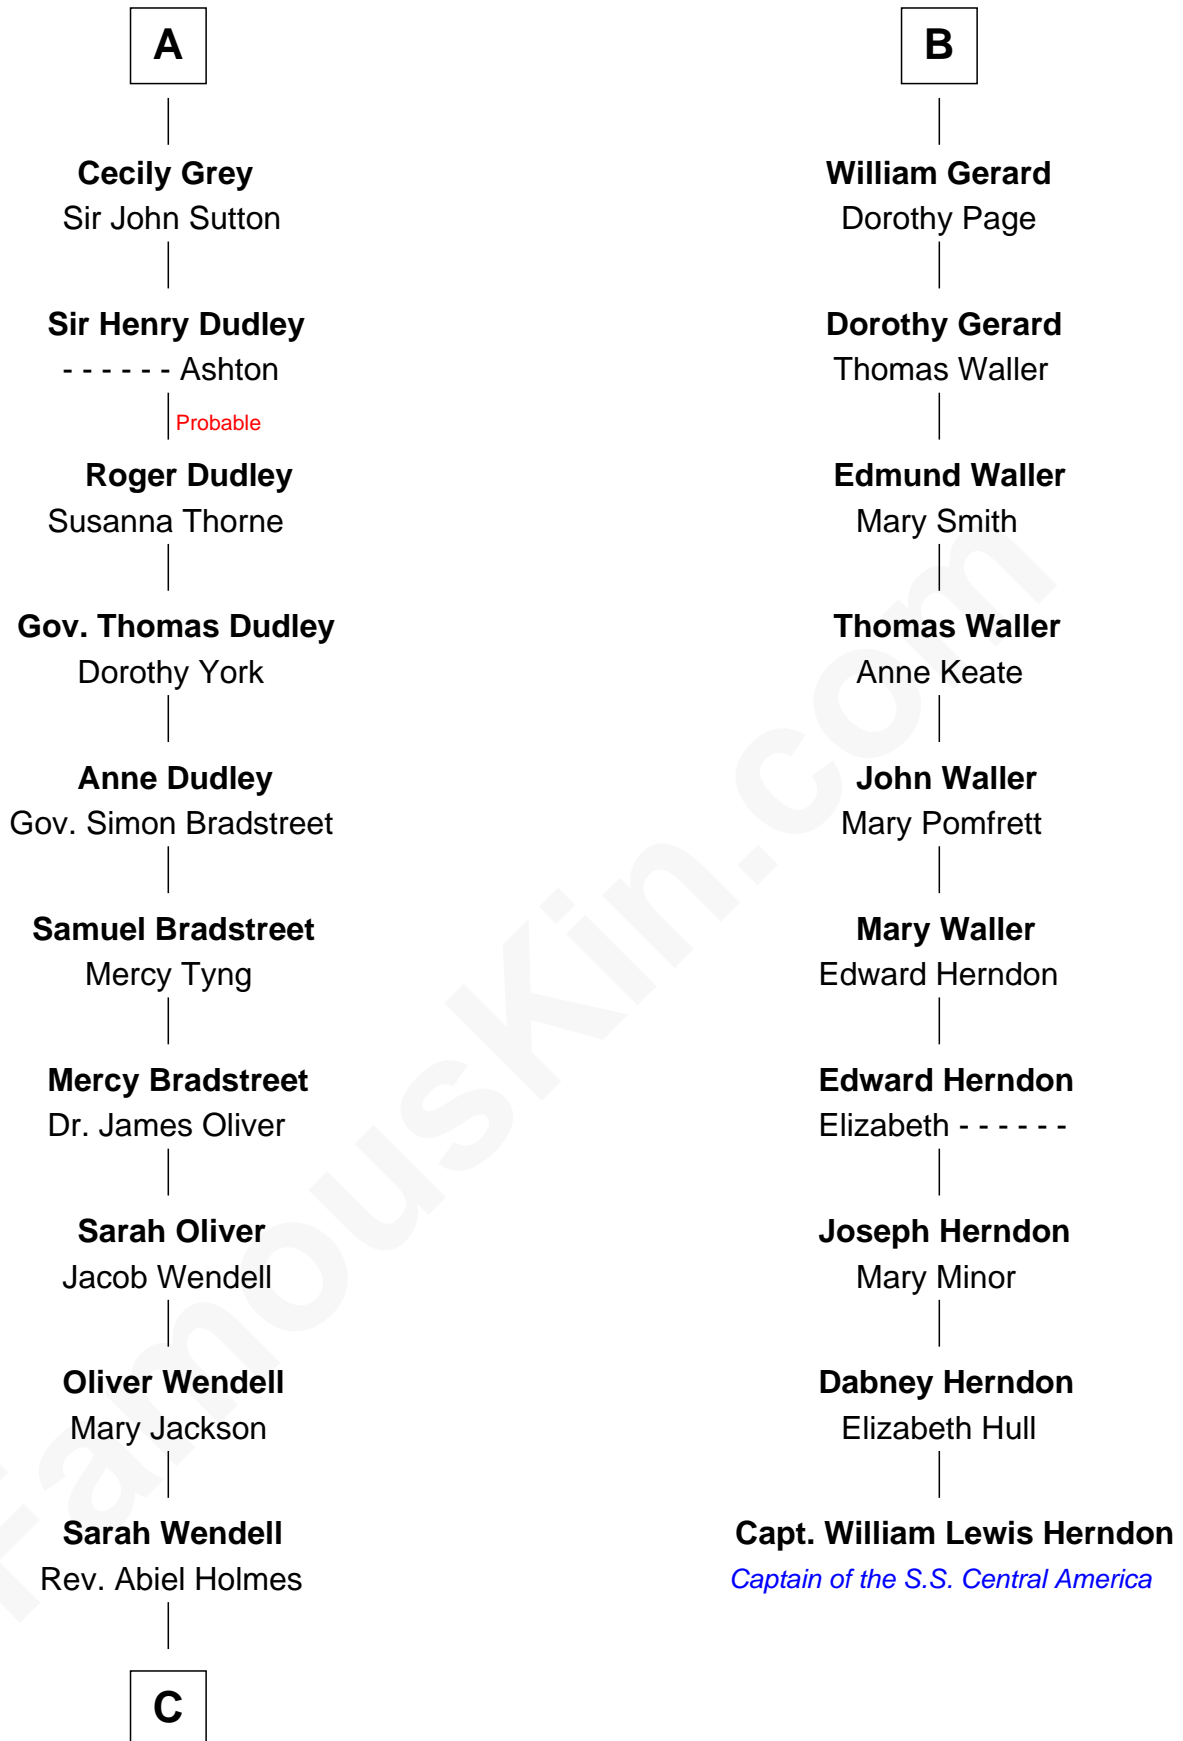 A
Cecily Grey
Sir John Sutton
Sir Henry Dudley
- - - - - - Ashton
Probable
Roger Dudley
Susanna Thorne
Gov. Thomas Dudley
Dorothy York
Anne Dudley
Gov. Simon Bradstreet
Samuel Bradstreet
Mercy Tyng
Mercy Bradstreet
Dr. James Oliver
Sarah Oliver
Jacob Wendell
Oliver Wendell
Mary Jackson
Sarah Wendell
Rev. Abiel Holmes
C
B
William Gerard
Dorothy Page
Dorothy Gerard
Thomas Waller
Edmund Waller
Mary Smith
Thomas Waller
Anne Keate
John Waller
Mary Pomfrett
Mary Waller
Edward Herndon
Edward Herndon
Elizabeth - - - - - -
Joseph Herndon
Mary Minor
Dabney Herndon
Elizabeth Hull
Capt. William Lewis Herndon
Captain of the S.S. Central America
FamousKin.com